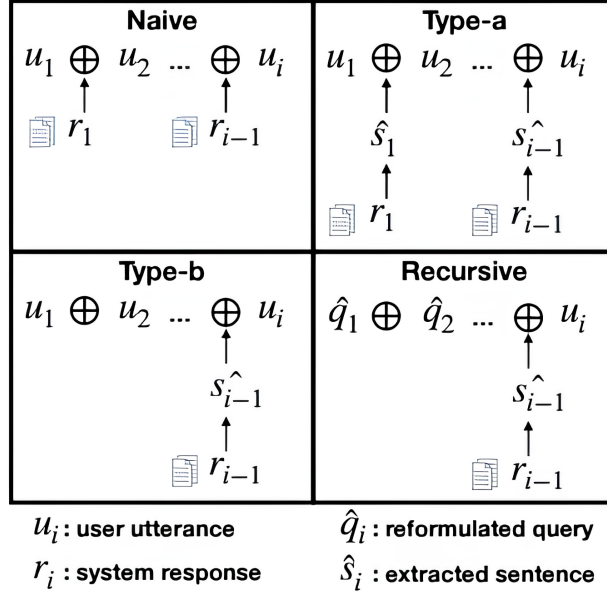 Naive
u₁ ⊕ u₂ ... ⊕ uᵢ
r₁ rᵢ₋₁
Type-a
u₁ ⊕ u₂ ... ⊕ uᵢ
ŝ₁ ŝᵢ₋₁
r₁ rᵢ₋₁
Type-b
u₁ ⊕ u₂ ... ⊕ uᵢ
ŝᵢ₋₁
rᵢ₋₁
Recursive
q̂₁ ⊕ q̂₂ ... ⊕ uᵢ
ŝᵢ₋₁
rᵢ₋₁
uᵢ : user utterance
q̂ᵢ : reformulated query
rᵢ : system response
ŝᵢ : extracted sentence